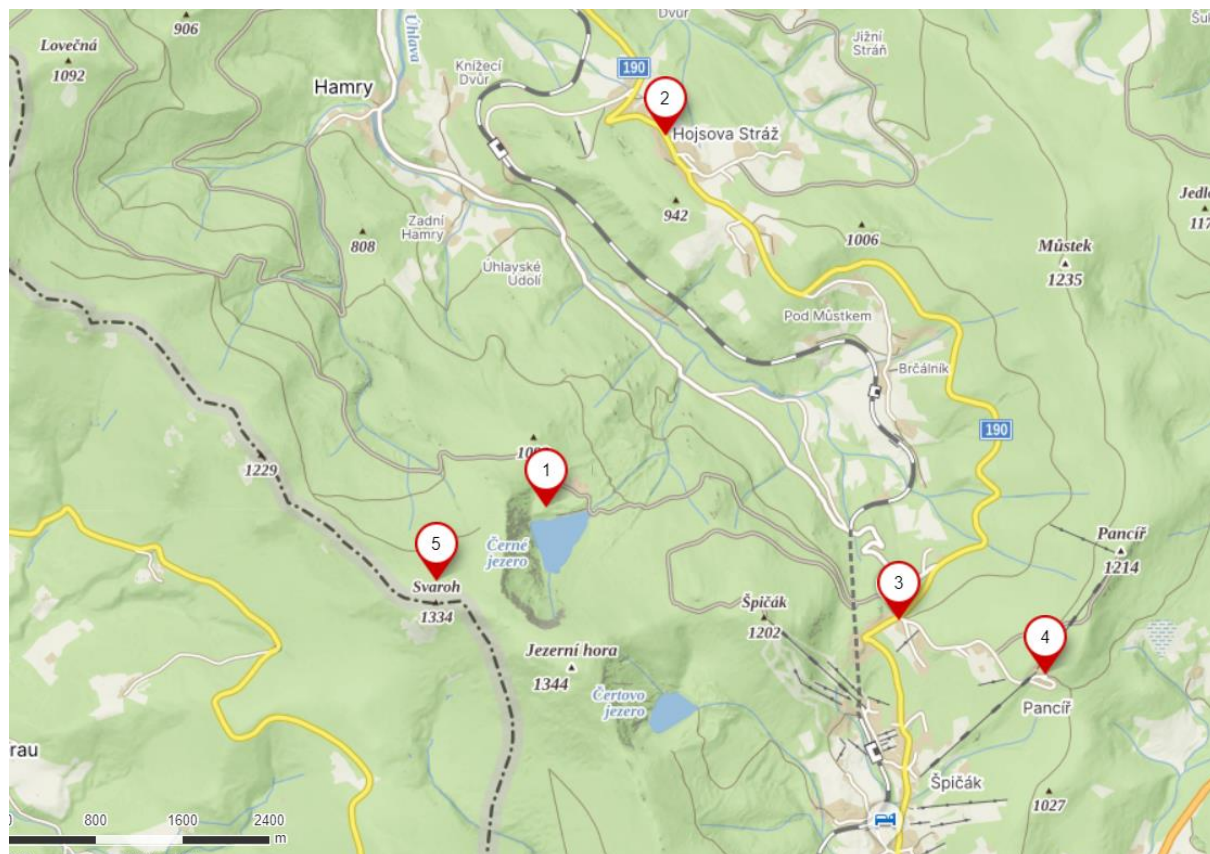 906
Lovečná
1092
Úhlava
Dvůr
190
Knížecí
Dvůr
Hamry
2
Hojsova Stráž
Jižní
Stráň
942
Zadní
Hamry
808
1006
Můstek
1235
Úhlavské
Údolí
Pod Můstkem
Brčálník
190
1229
1
5
Černé
jezero
Svaroh
1334
Pancíř
1214
3
Špičák
1202
4
Jezerní hora
1344
Čertovo
jezero
Pancíř
Špičák
1027
800
1600
2400
m